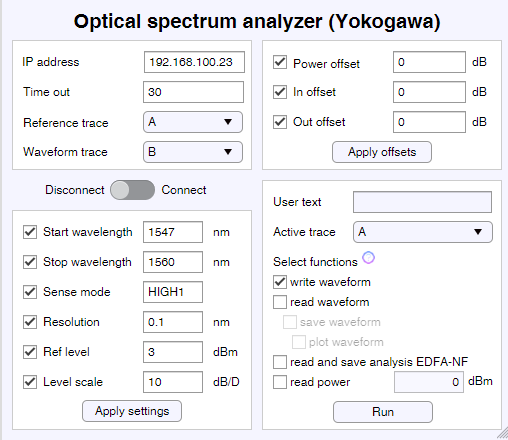 Optical spectrum analyzer (Yokogawa)
IP address 192.168.100.23
Time out 30
Reference trace A
Waveform trace B
Disconnect Connect
Start wavelength 1547 nm
Stop wavelength 1560 nm
Sense mode HIGH1
Resolution 0.1 nm
Ref level 3 dBm
Level scale 10 dB/D
Apply settings
Power offset 0 dB
In offset 0 dB
Out offset 0 dB
Apply offsets
User text
Active trace A
Select functions
write waveform
read waveform
save waveform
plot waveform
read and save analysis EDFA-NF
read power 0 dBm
Run